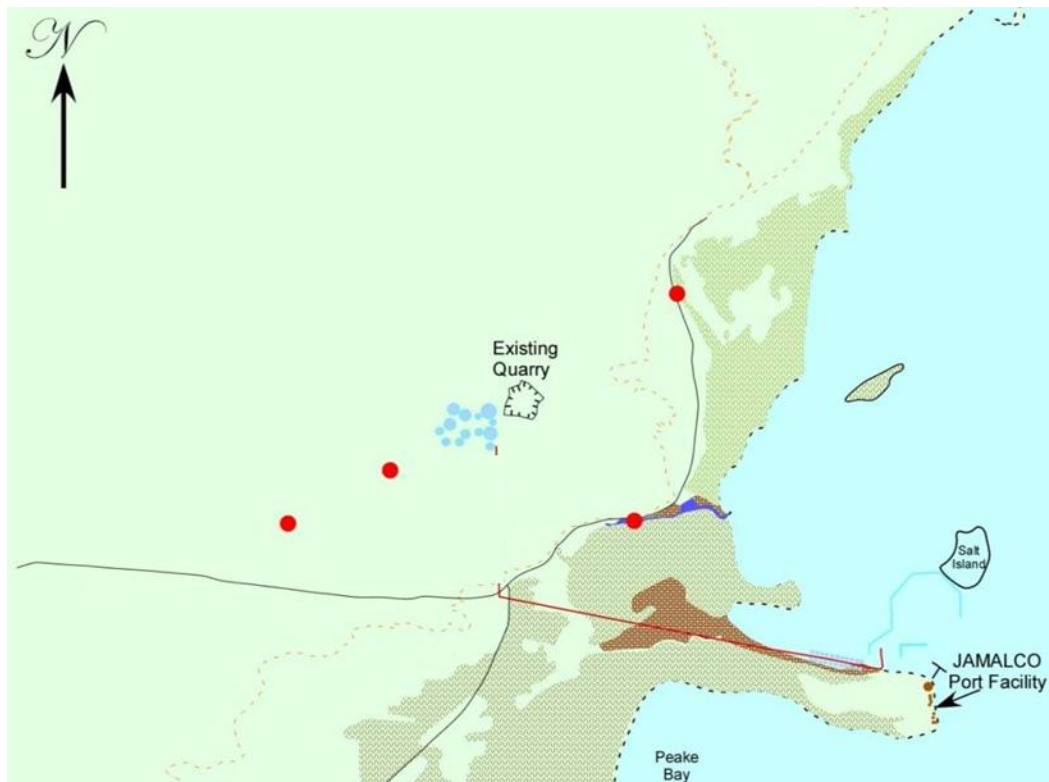 N
Existing
Quarry
Salt
Island
JAMALCO
Port Facility
Peake
Bay